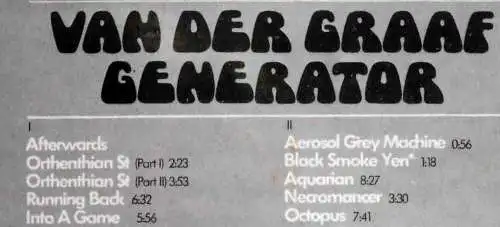 VAN DER GRAAF
GENERATOR
I
Afterwards
Orthenthian St (Part I) 2:23
Orthenthian St (Part II) 3:53
Running Back 6:32
Into A Game 5:56
II
Aerosol Grey Machine 0:56
Black Smoke Yen* 1:18
Aquarian 8:27
Necromancer 3:30
Octopus 7:41